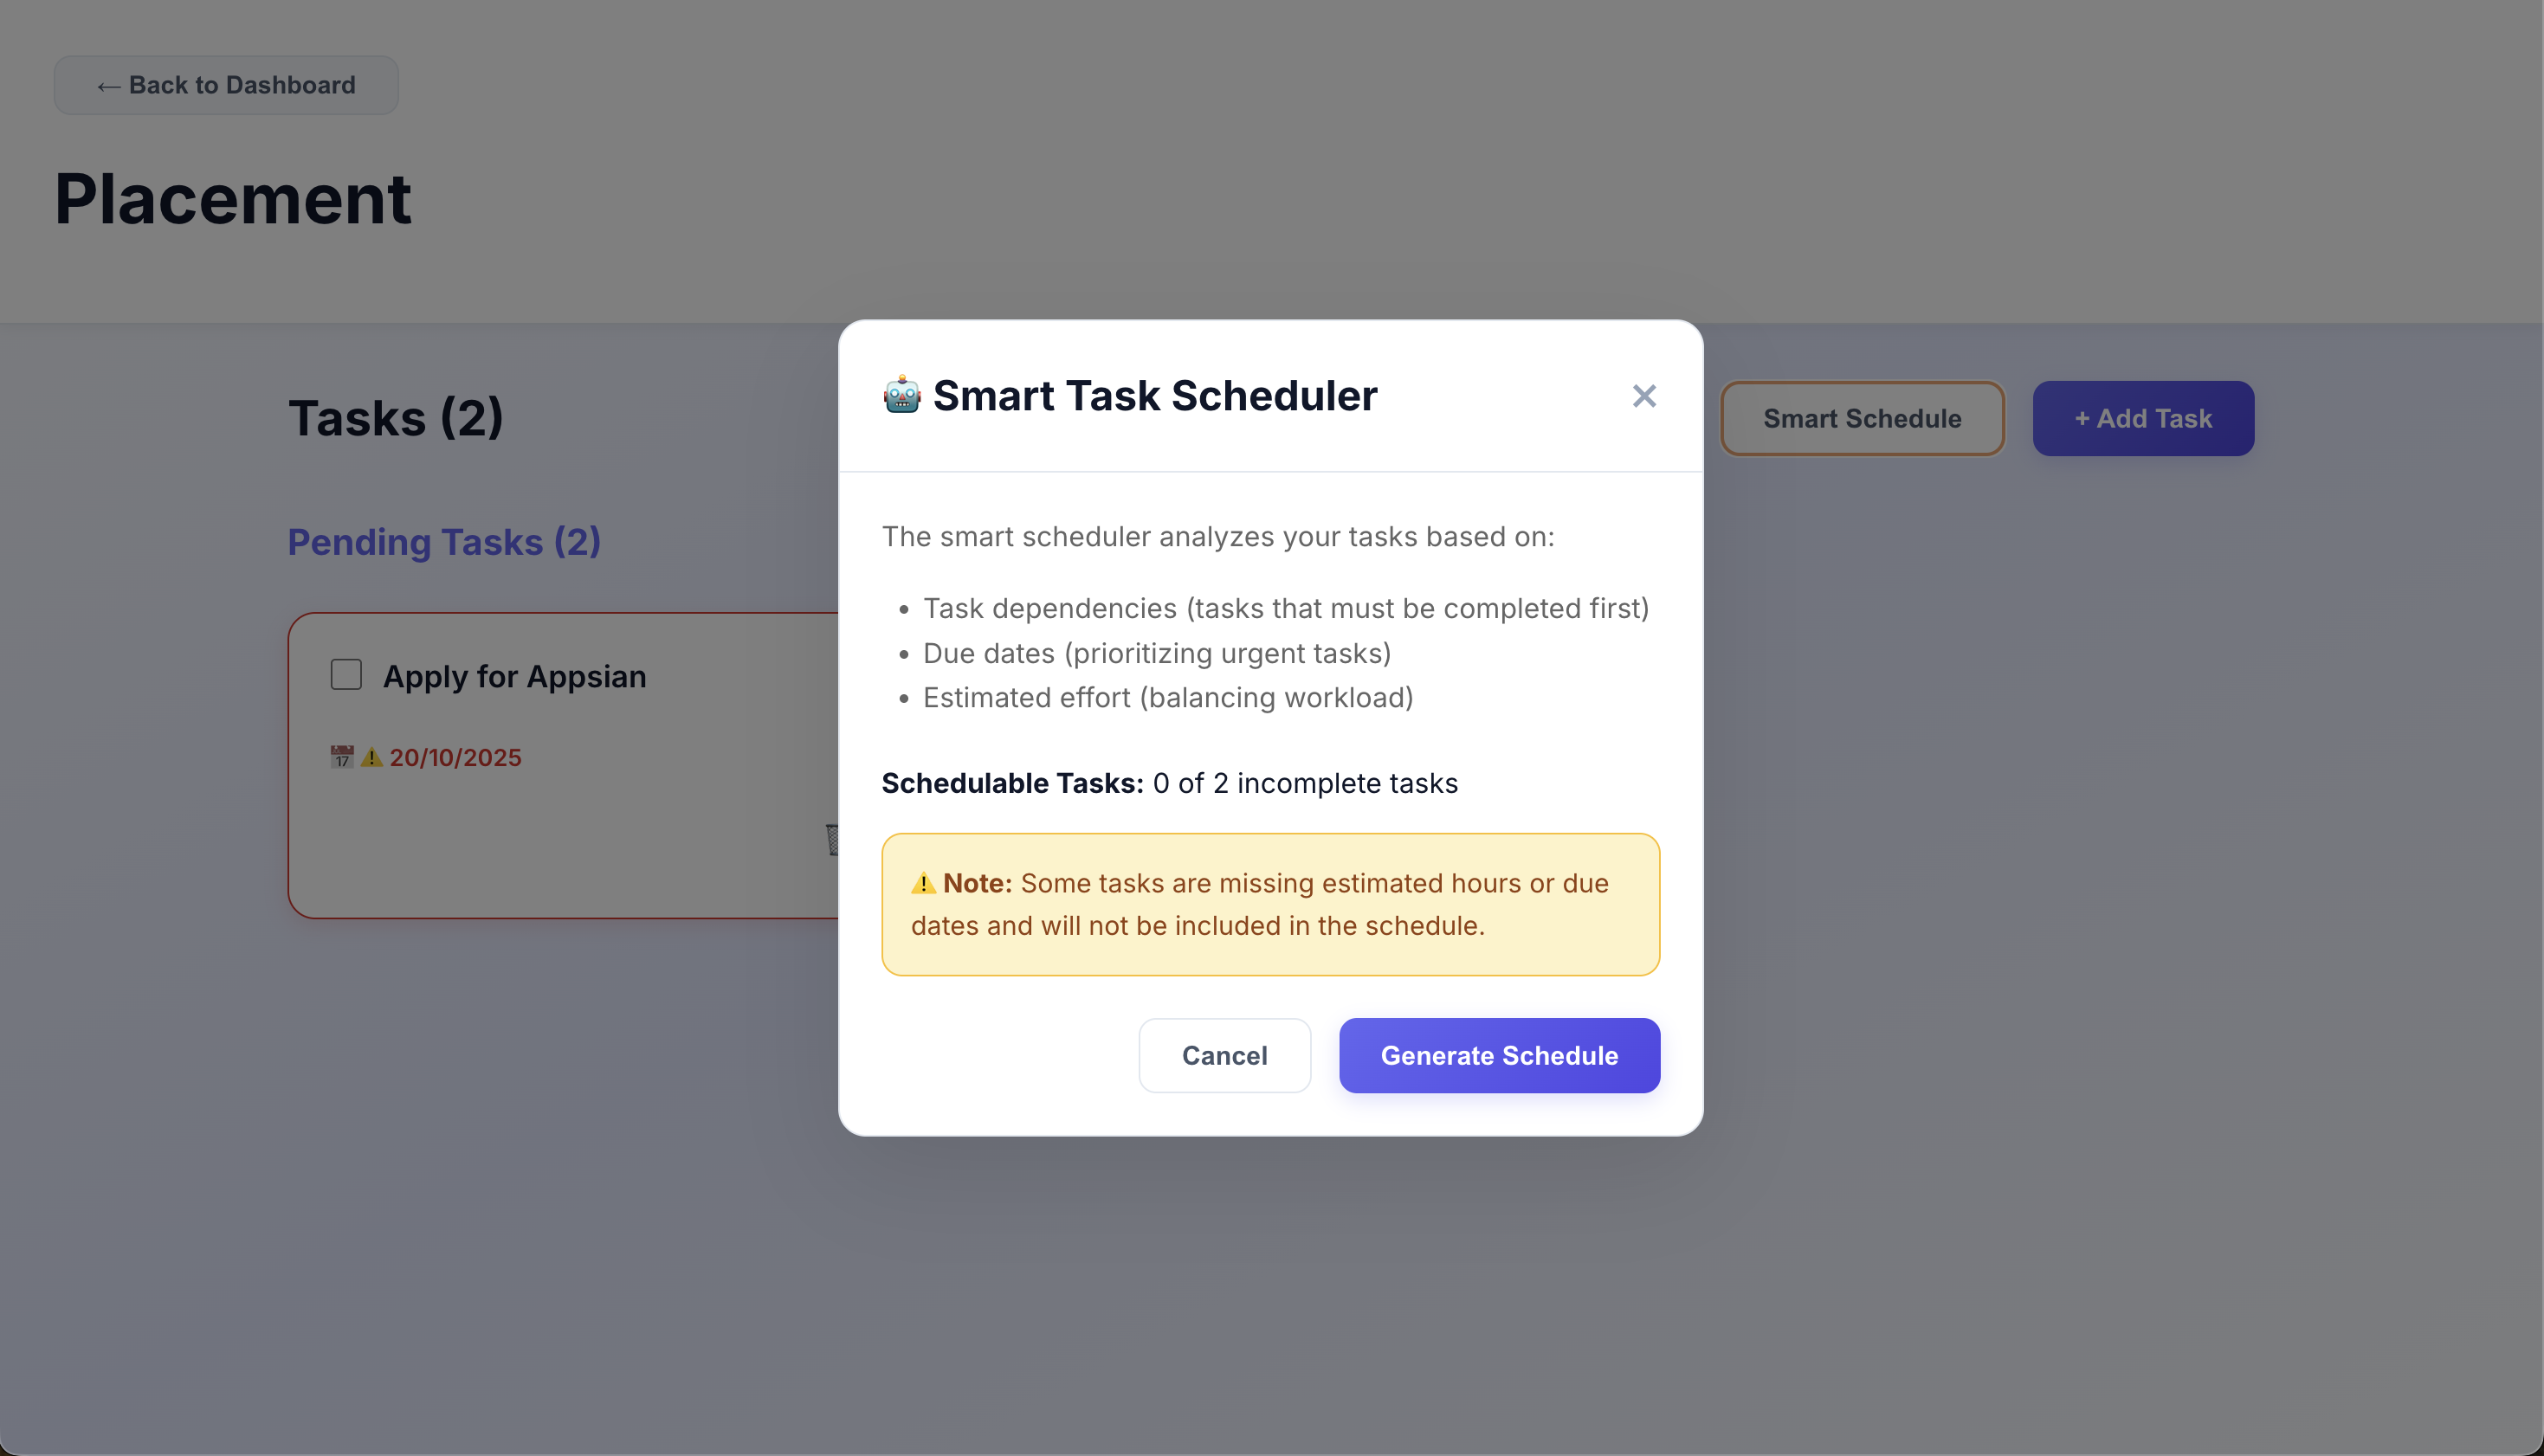 ← Back to Dashboard
Placement
Tasks (2)
Smart Schedule
+ Add Task
Pending Tasks (2)
Apply for Appsian
17
20/10/2025
Smart Task Scheduler
The smart scheduler analyzes your tasks based on:
• Task dependencies (tasks that must be completed first)
• Due dates (prioritizing urgent tasks)
• Estimated effort (balancing workload)
Schedulable Tasks: 0 of 2 incomplete tasks
⚠️ Note: Some tasks are missing estimated hours or due
dates and will not be included in the schedule.
Cancel
Generate Schedule